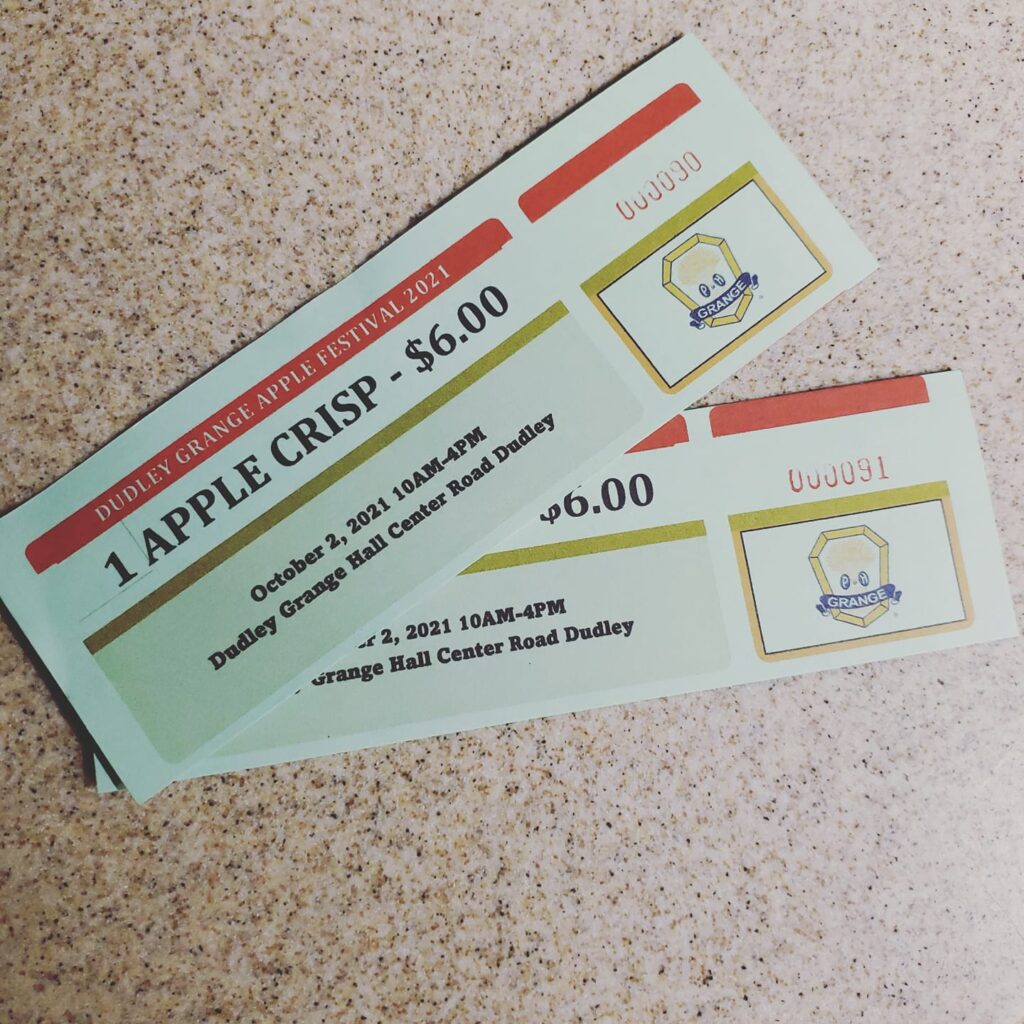 DUDLEY GRANGE APPLE FESTIVAL 2021
1 APPLE CRISP - $6.00
October 2, 2021 10AM-4PM
Dudley Grange Hall Center Road Dudley
000090
P - H
GRANGE
$6.00
2, 2021 10AM-4PM
Grange Hall Center Road Dudley
000091
P - H
GRANGE